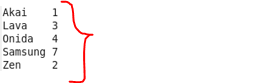 Akai 1
Lava 3
Onida 4
Samsung 7
Zen 2